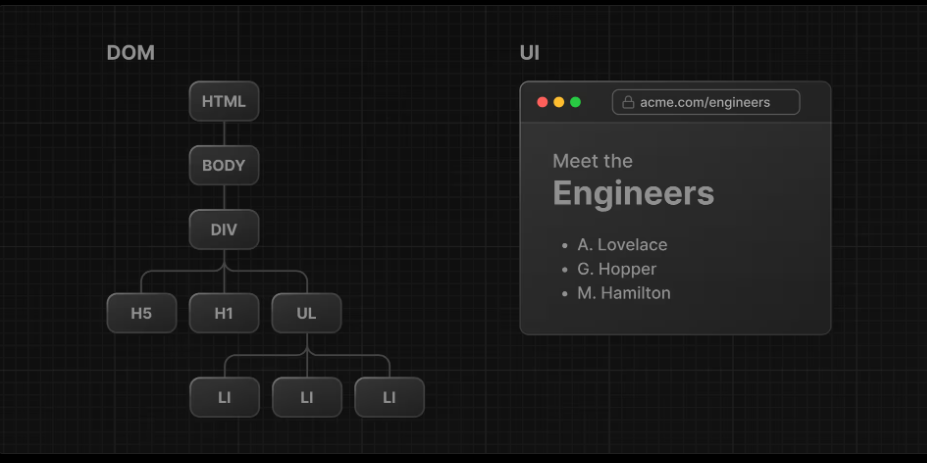 DOM
HTML
BODY
DIV
H5 H1 UL
LI LI LI
UI
acme.com/engineers
Meet the
Engineers
• A. Lovelace
• G. Hopper
• M. Hamilton